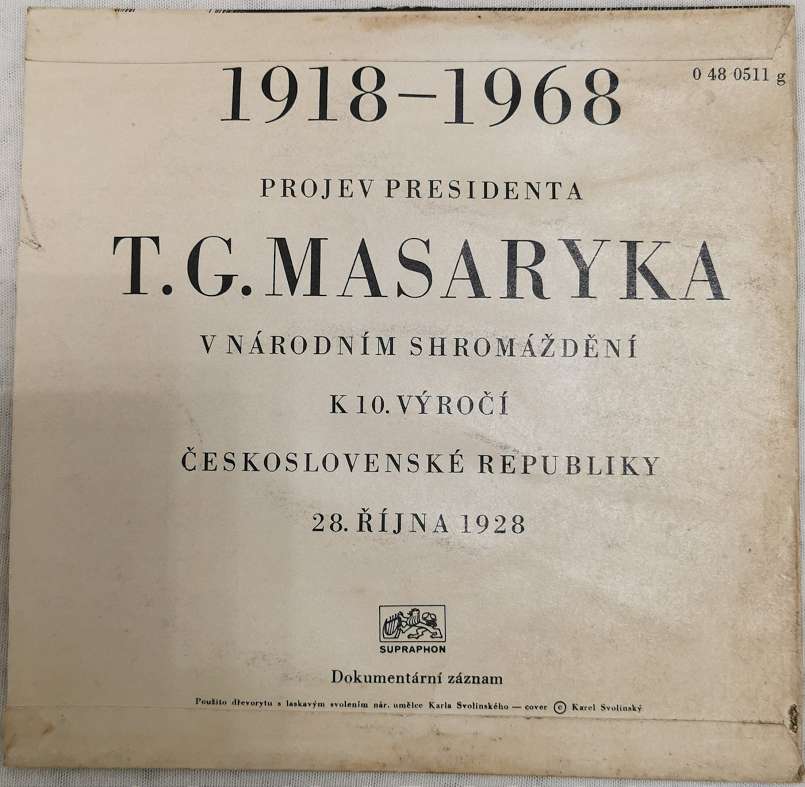 1918–1968
0 48 0511 g
PROJEV PRESIDENTA
T. G. MASARYKA
V NÁRODNÍM SHROMÁŽDĚNÍ
K 10. VÝROČÍ
ČESKOSLOVENSKÉ REPUBLIKY
28. ŘÍJNA 1928
SUPRAPHON
Dokumentární záznam
Použito dřevorytu s laskavým svolením nár. umělce Karla Svolinského — cover © Karel Svolinský